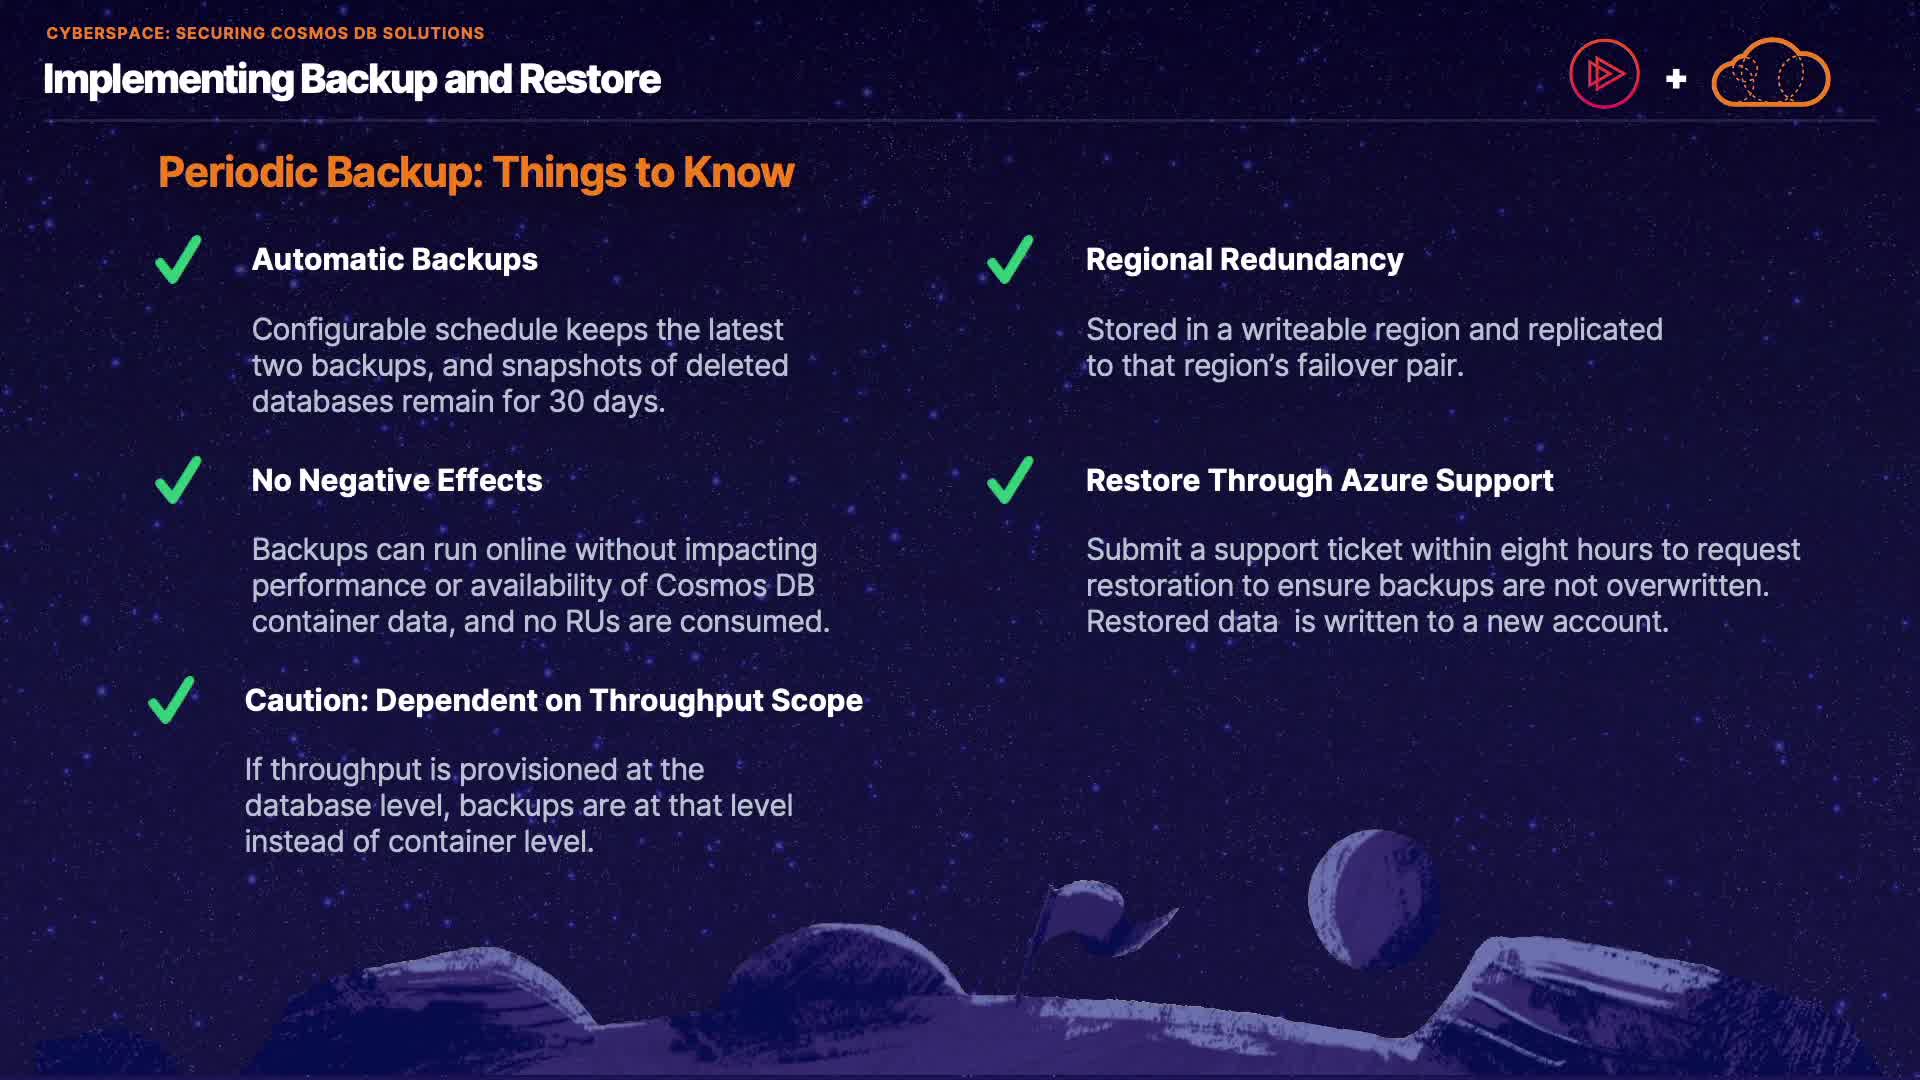 CYBERSPACE: SECURING COSMOS DB SOLUTIONS
Implementing Backup and Restore
+
Periodic Backup: Things to Know
Automatic Backups
Configurable schedule keeps the latest
two backups, and snapshots of deleted
databases remain for 30 days.
Regional Redundancy
Stored in a writeable region and replicated
to that region’s failover pair.
No Negative Effects
Backups can run online without impacting
performance or availability of Cosmos DB
container data, and no RUs are consumed.
Restore Through Azure Support
Submit a support ticket within eight hours to request
restoration to ensure backups are not overwritten.
Restored data  is written to a new account.
Caution: Dependent on Throughput Scope
If throughput is provisioned at the
database level, backups are at that level
instead of container level.